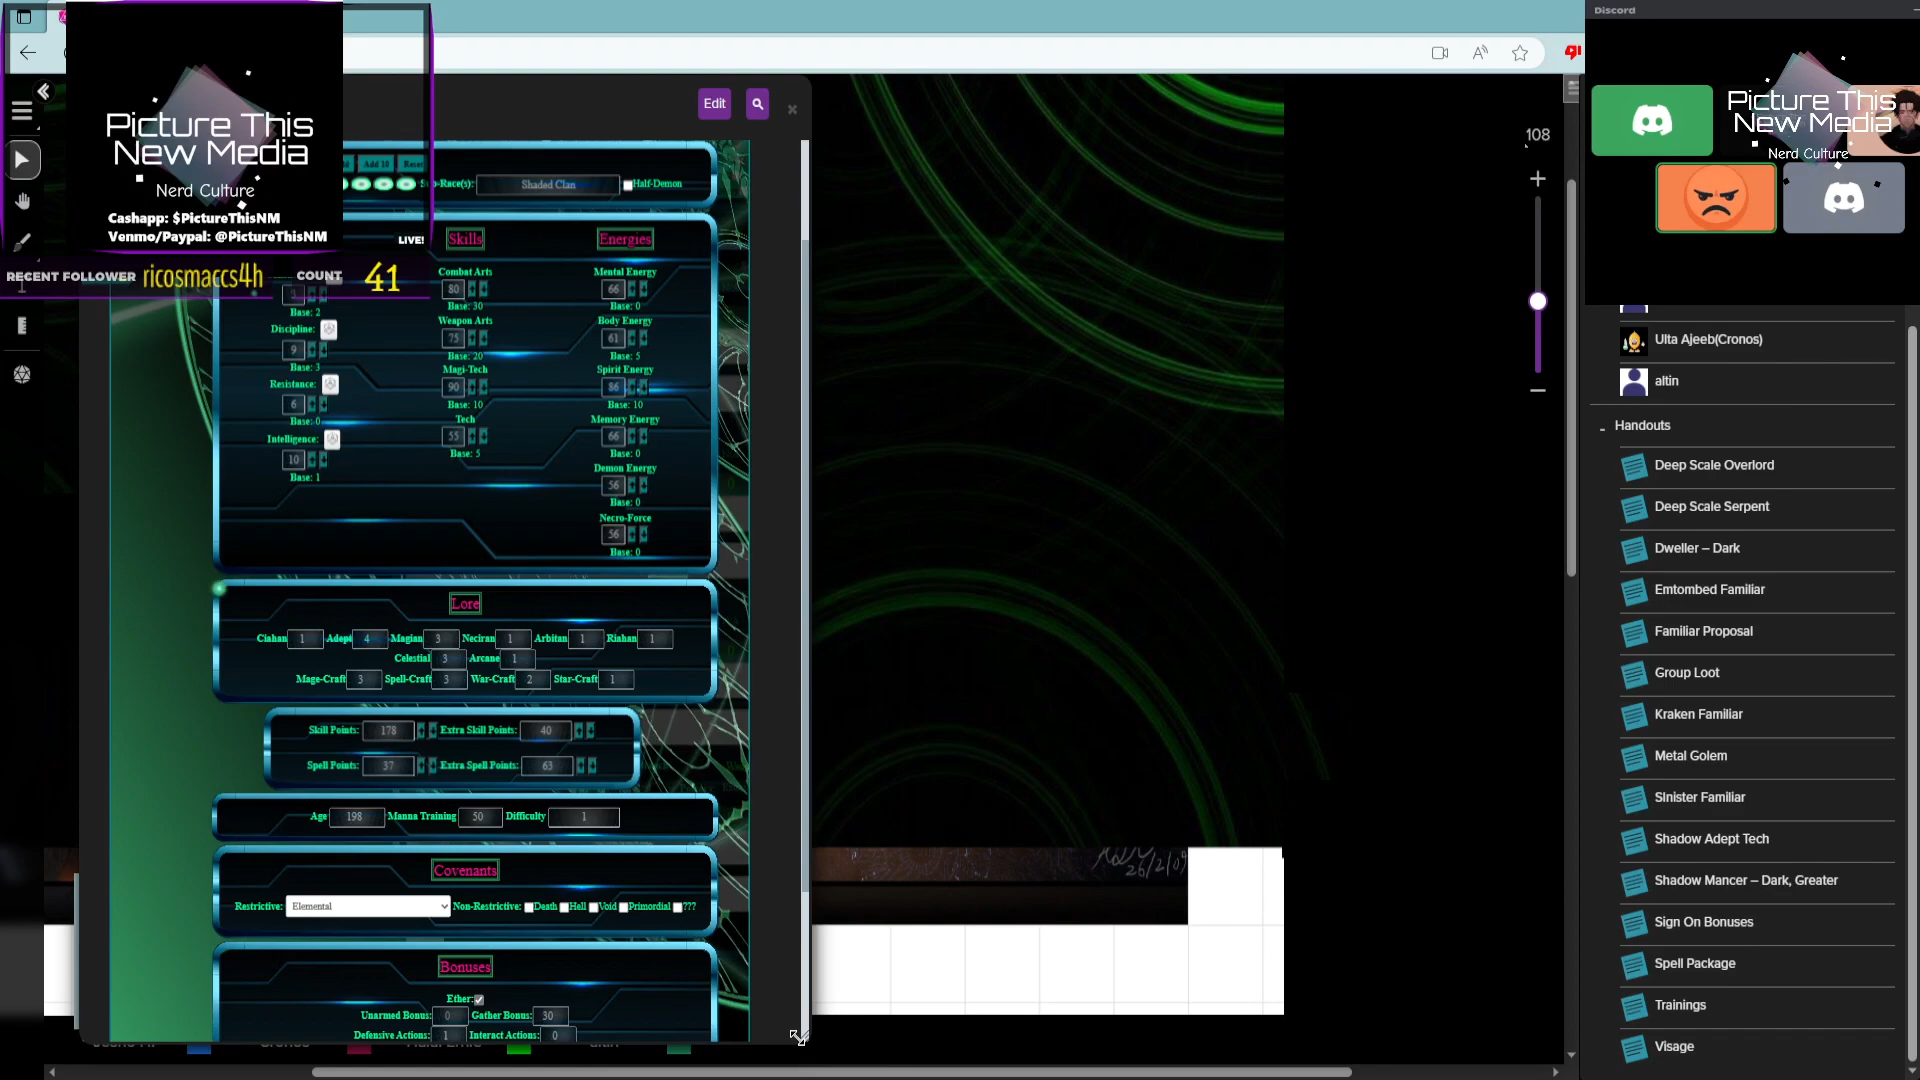 Discord
Picture This
New Media
Nerd Culture
Cashapp: $PictureThisNM
Venmo/Paypal: @PictureThisNM
LIVE!
RECENT FOLLOWER ricosmaccs4h COUNT 41
Edit
Add 10 Reset
Shaded Clan Half-Demon
Skills
Combat Arts
80
Base: 30
Weapon Arts
75
Base: 20
Magi-Tech
90
Base: 10
Tech
55
Base: 5
Energies
Mental Energy
66
Base: 0
Body Energy
61
Base: 5
Spirit Energy
86
Base: 10
Memory Energy
66
Base: 0
Demon Energy
56
Base: 0
Necro-Force
56
Base: 0
Base: 2
Discipline:
9
Base: 3
Resistance:
6
Base: 0
Intelligence:
10
Base: 1
Lore
Ciahan 1 Adept 4 Magian 3 Neciran 1 Arbitan 1 Riahan 1
Celestial 3 Arcane 1
Mage-Craft 3 Spell-Craft 3 War-Craft 2 Star-Craft 1
Skill Points: 178 Extra Skill Points: 40
Spell Points: 37 Extra Spell Points: 63
Age 198 Manna Training 50 Difficulty 1
Covenants
Restrictive: Elemental Non-Restrictive: Death Hell Void Primordial ???
Bonuses
Ether:
Unarmed Bonus: 0 Gather Bonus: 30
Defensive Actions: 1 Interact Actions: 0
26/2/09
108
Picture This
New Media
Nerd Culture
Ulta Ajeeb(Cronos)
altin
Handouts
Deep Scale Overlord
Deep Scale Serpent
Dweller – Dark
Emtombed Familiar
Familiar Proposal
Group Loot
Kraken Familiar
Metal Golem
SInister Familiar
Shadow Adept Tech
Shadow Mancer – Dark, Greater
Sign On Bonuses
Spell Package
Trainings
Visage